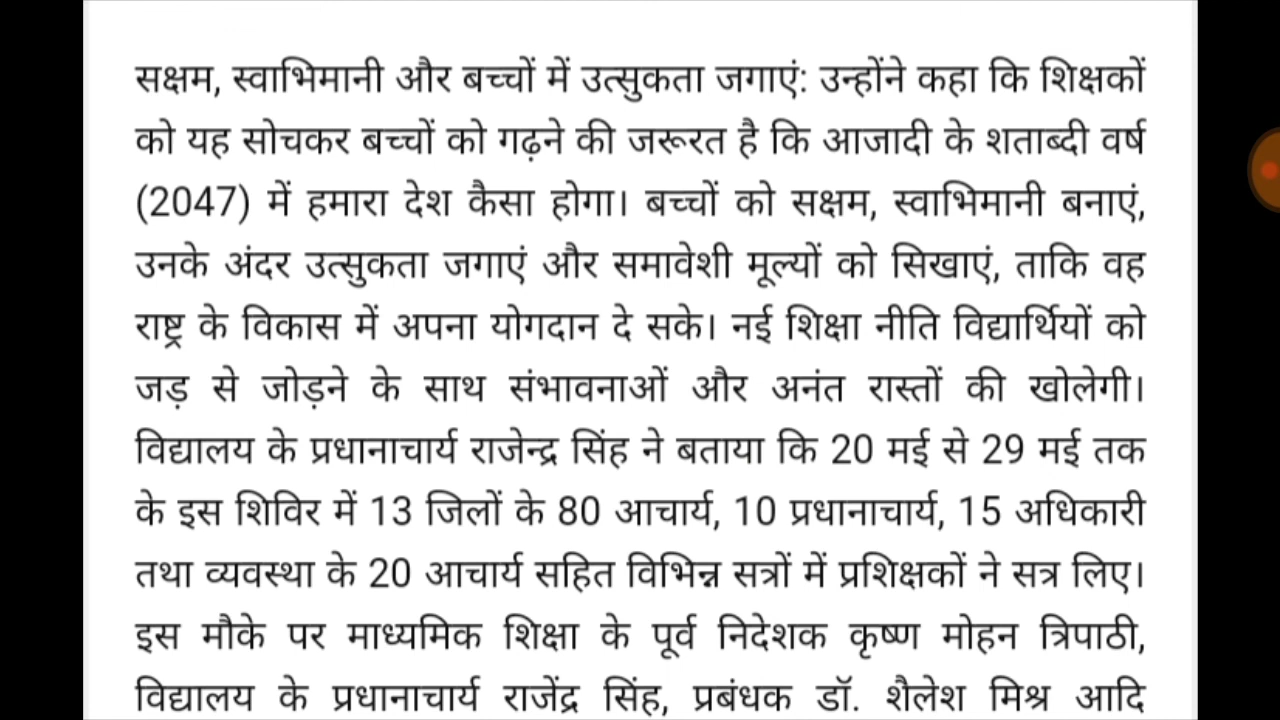 सक्षम, स्वाभिमानी और बच्चों में उत्सुकता जगाएं: उन्होंने कहा कि शिक्षकों
को यह सोचकर बच्चों को गढ़ने की जरूरत है कि आजादी के शताब्दी वर्ष
(2047) में हमारा देश कैसा होगा। बच्चों को सक्षम, स्वाभिमानी बनाएं,
उनके अंदर उत्सुकता जगाएं और समावेशी मूल्यों को सिखाएं, ताकि वह
राष्ट्र के विकास में अपना योगदान दे सके। नई शिक्षा नीति विद्यार्थियों को
जड़ से जोड़ने के साथ संभावनाओं और अनंत रास्तों की खोलेगी।
विद्यालय के प्रधानाचार्य राजेन्द्र सिंह ने बताया कि 20 मई से 29 मई तक
के इस शिविर में 13 जिलों के 80 आचार्य, 10 प्रधानाचार्य, 15 अधिकारी
तथा व्यवस्था के 20 आचार्य सहित विभिन्न सत्रों में प्रशिक्षकों ने सत्र लिए।
इस मौके पर माध्यमिक शिक्षा के पूर्व निदेशक कृष्ण मोहन त्रिपाठी,
विद्यालय के प्रधानाचार्य राजेंद्र सिंह, प्रबंधक डॉ. शैलेश मिश्र आदि